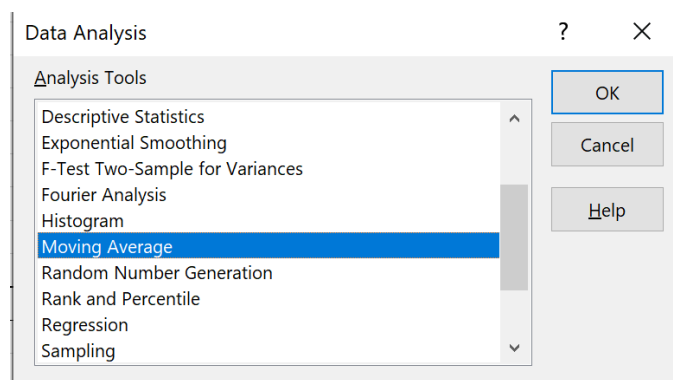 Data Analysis ?
Analysis Tools
Descriptive Statistics
Exponential Smoothing
F-Test Two-Sample for Variances
Fourier Analysis
Histogram
Moving Average
Random Number Generation
Rank and Percentile
Regression
Sampling
OK
Cancel
Help